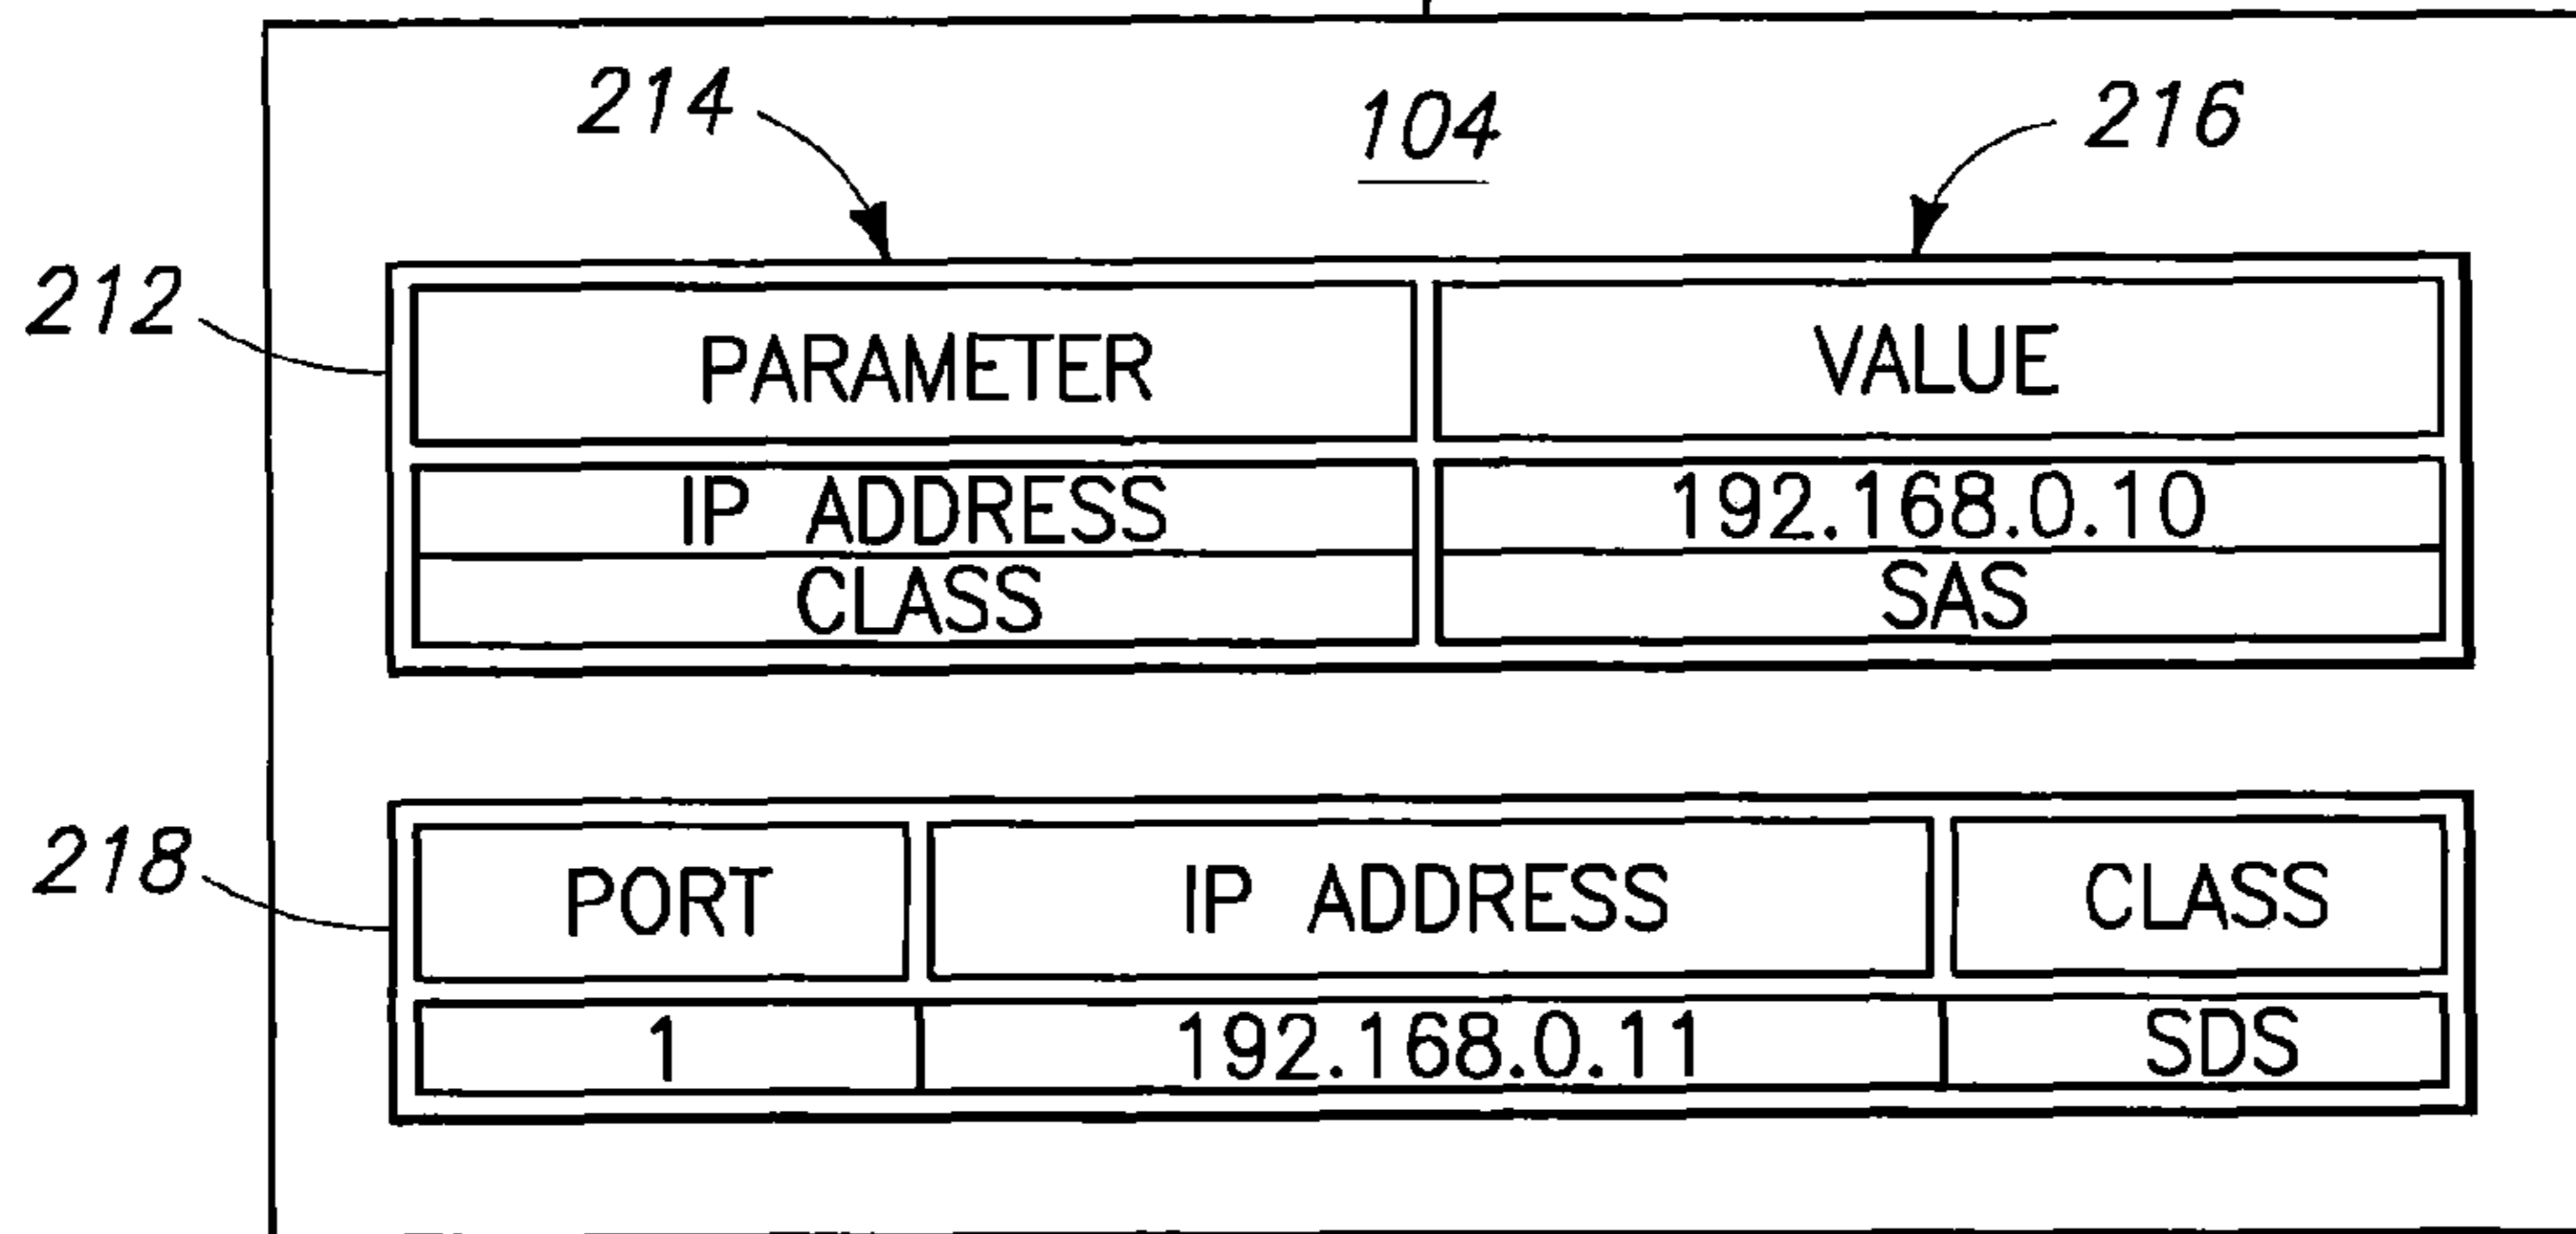 214 104 216
212
PARAMETER VALUE
IP ADDRESS 192.168.0.10
CLASS SAS
218
PORT IP ADDRESS CLASS
1 192.168.0.11 SDS